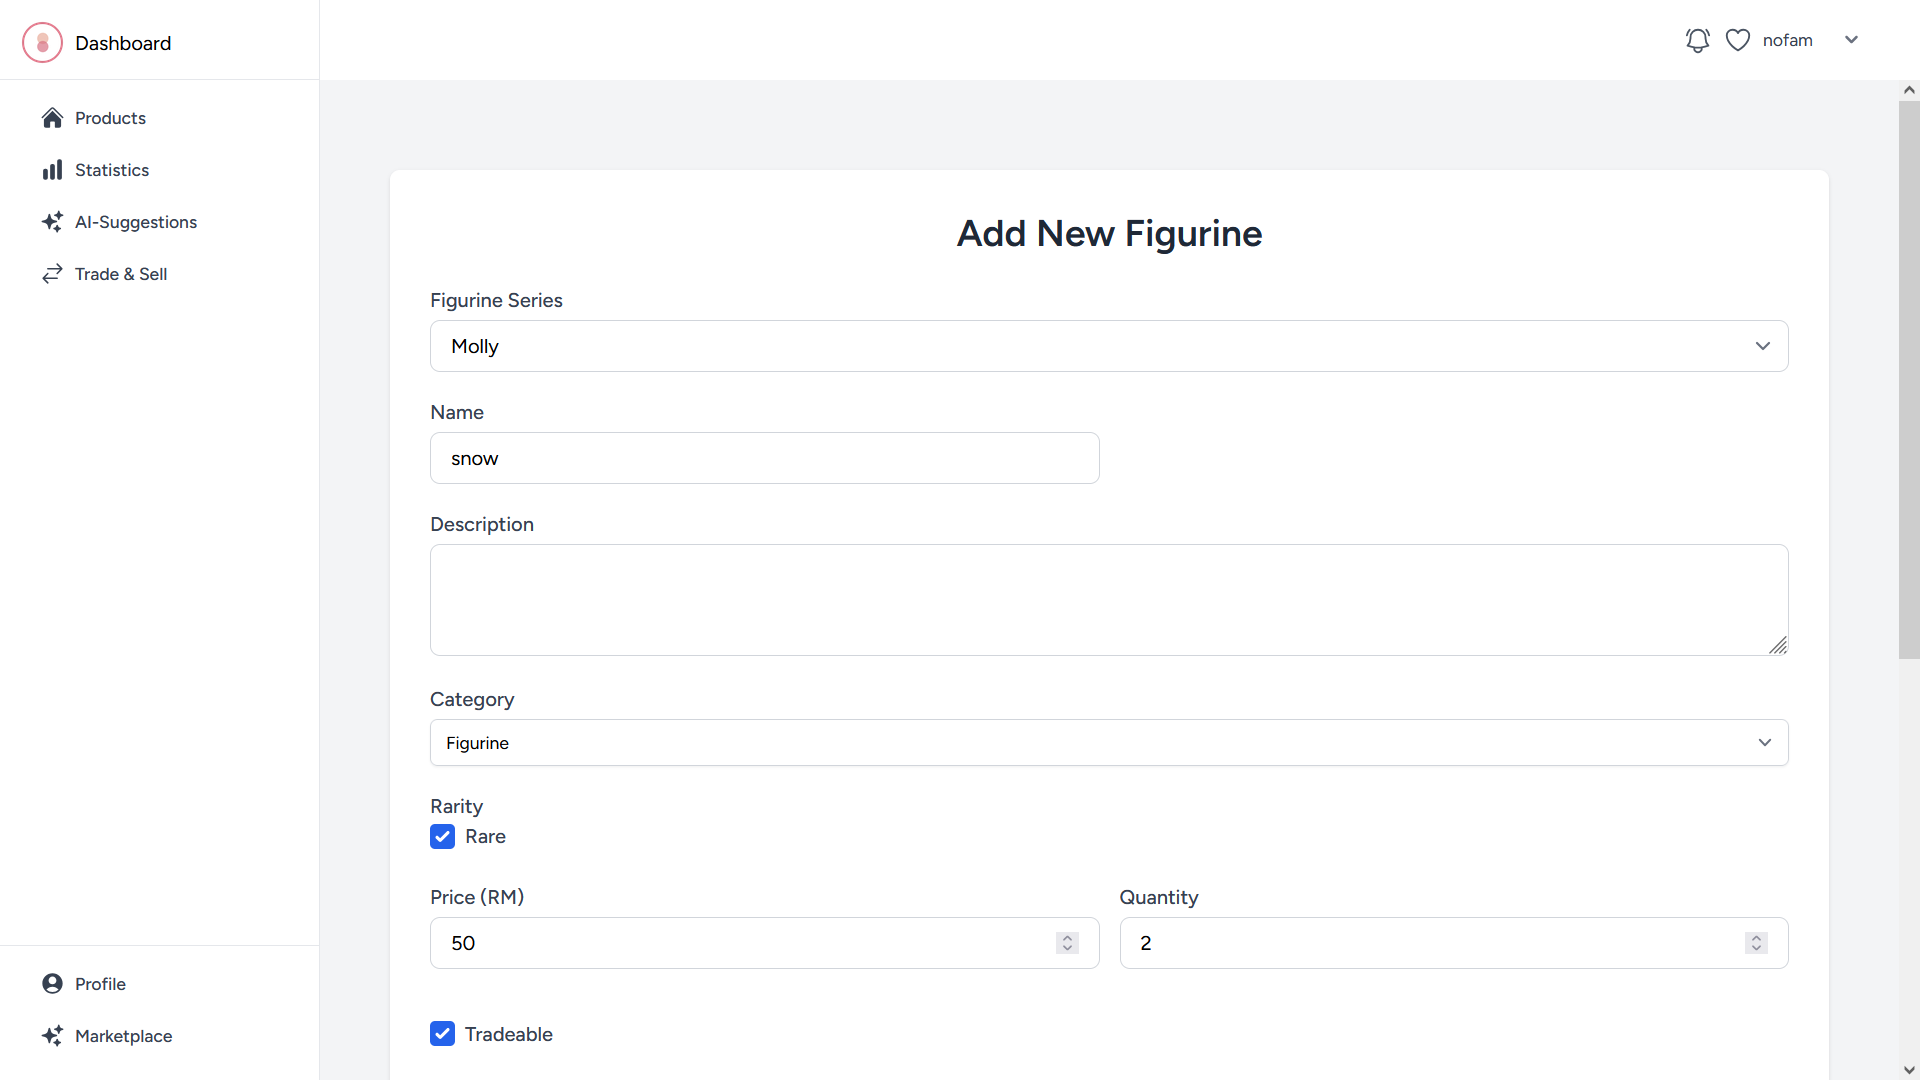 Dashboard
nofam
Products
Statistics
AI-Suggestions
Trade & Sell
Add New Figurine
Figurine Series
Molly
Name
snow
Description
Category
Figurine
Rarity
Rare
Price (RM)
Quantity
50
2
Tradeable
Profile
Marketplace